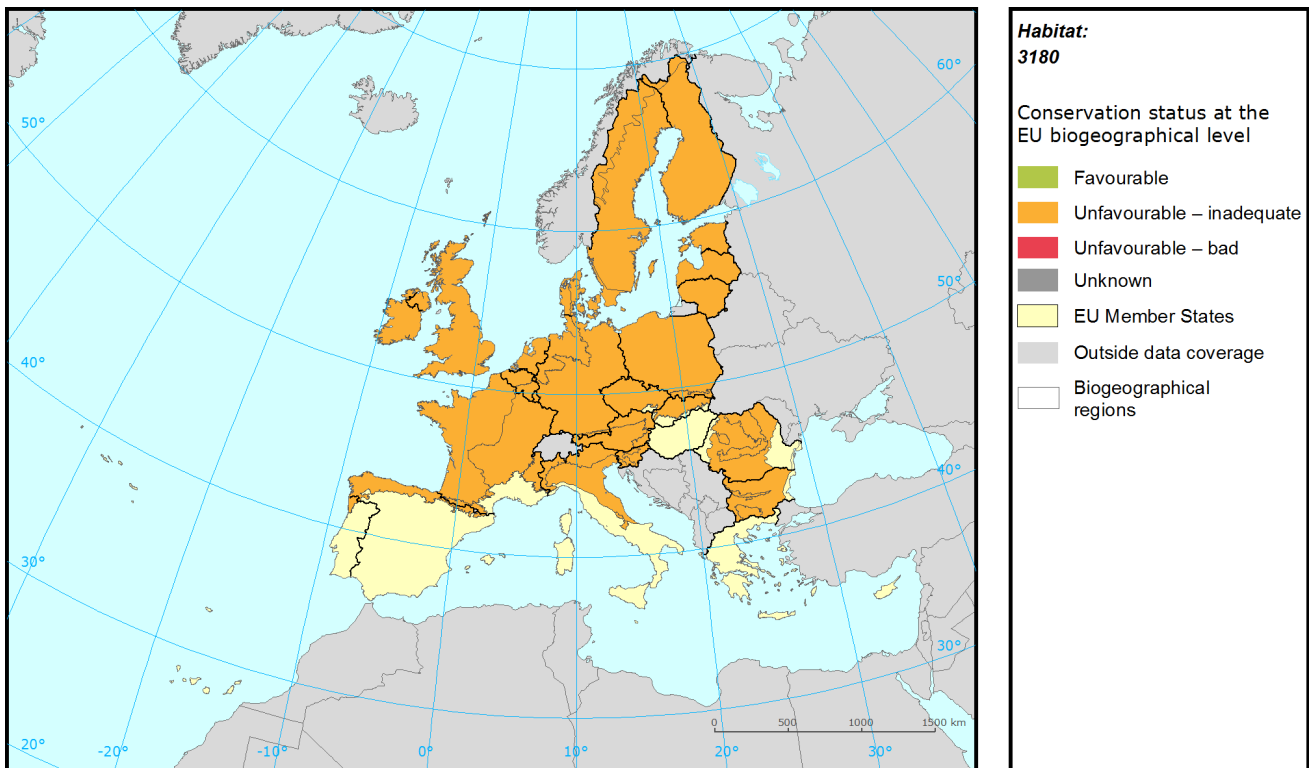 Habitat:
3180
Conservation status at the
EU biogeographical level
Favourable
Unfavourable – inadequate
Unfavourable – bad
Unknown
EU Member States
Outside data coverage
Biogeographical
regions
60°
50°
50°
40°
40°
30°
30°
0 500 1000 1500 km
20° -20° -10° 0° 10° 20° 30°